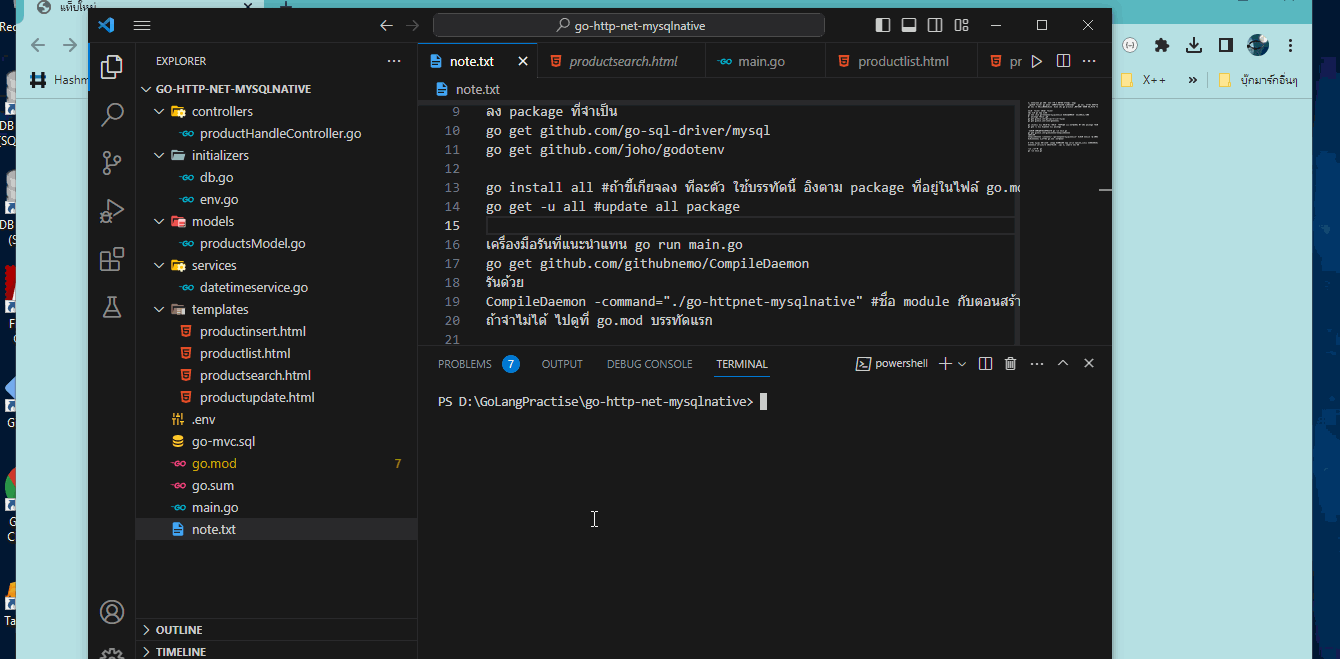 แท็บใหม่
go-http-net-mysqlnative
Hashm
X++
»
บุ๊กมาร์กอื่นๆ
EXPLORER
GO-HTTP-NET-MYSQLNATIVE
controllers
productHandleController.go
initializers
db.go
env.go
models
productsModel.go
services
datetimeservice.go
templates
productinsert.html
productlist.html
productsearch.html
productupdate.html
.env
go-mvc.sql
go.mod 7
go.sum
main.go
note.txt
OUTLINE
TIMELINE
note.txt productsearch.html main.go productlist.html pr
note.txt
9 ลง package ที่จำเป็น
10 go get github.com/go-sql-driver/mysql
11 go get github.com/joho/godotenv
12
13 go install all #ถ้าขี้เกียจลง ทีละตัว ใช้บรรทัดนี้ อิงตาม package ที่อยู่ในไฟล์ go.mo
14 go get -u all #update all package
15
16 เครื่องมือรันที่แนะนำแทน go run main.go
17 go get github.com/githubnemo/CompileDaemon
18 รันด้วย
19 CompileDaemon -command="./go-httpnet-mysqlnative" #ชื่อ module กับตอนสร้า
20 ถ้าจำไม่ได้ ไปดูที่ go.mod บรรทัดแรก
21
PROBLEMS 7 OUTPUT DEBUG CONSOLE TERMINAL powershell
PS D:\GoLangPractise\go-http-net-mysqlnative>